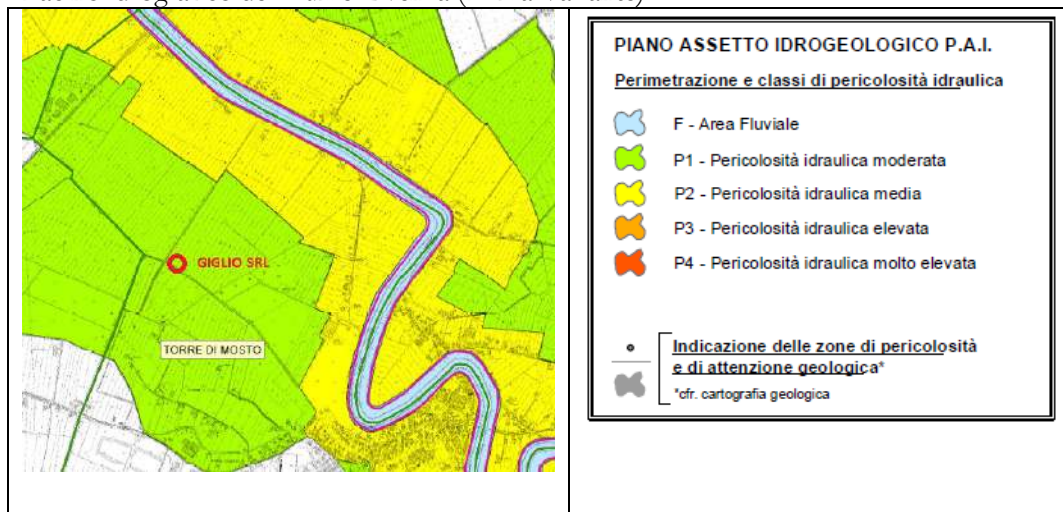 GIGLIO SRL
TORRE DI MOSTO
PIANO ASSETTO IDROGEOLOGICO P.A.I.
Perimetrazione e classi di pericolosità idraulica
F - Area Fluviale
P1 - Pericolosità idraulica moderata
P2 - Pericolosità idraulica media
P3 - Pericolosità idraulica elevata
P4 - Pericolosità idraulica molto elevata
Indicazione delle zone di pericolosità
e di attenzione geologica*
*cfr. cartografia geologica